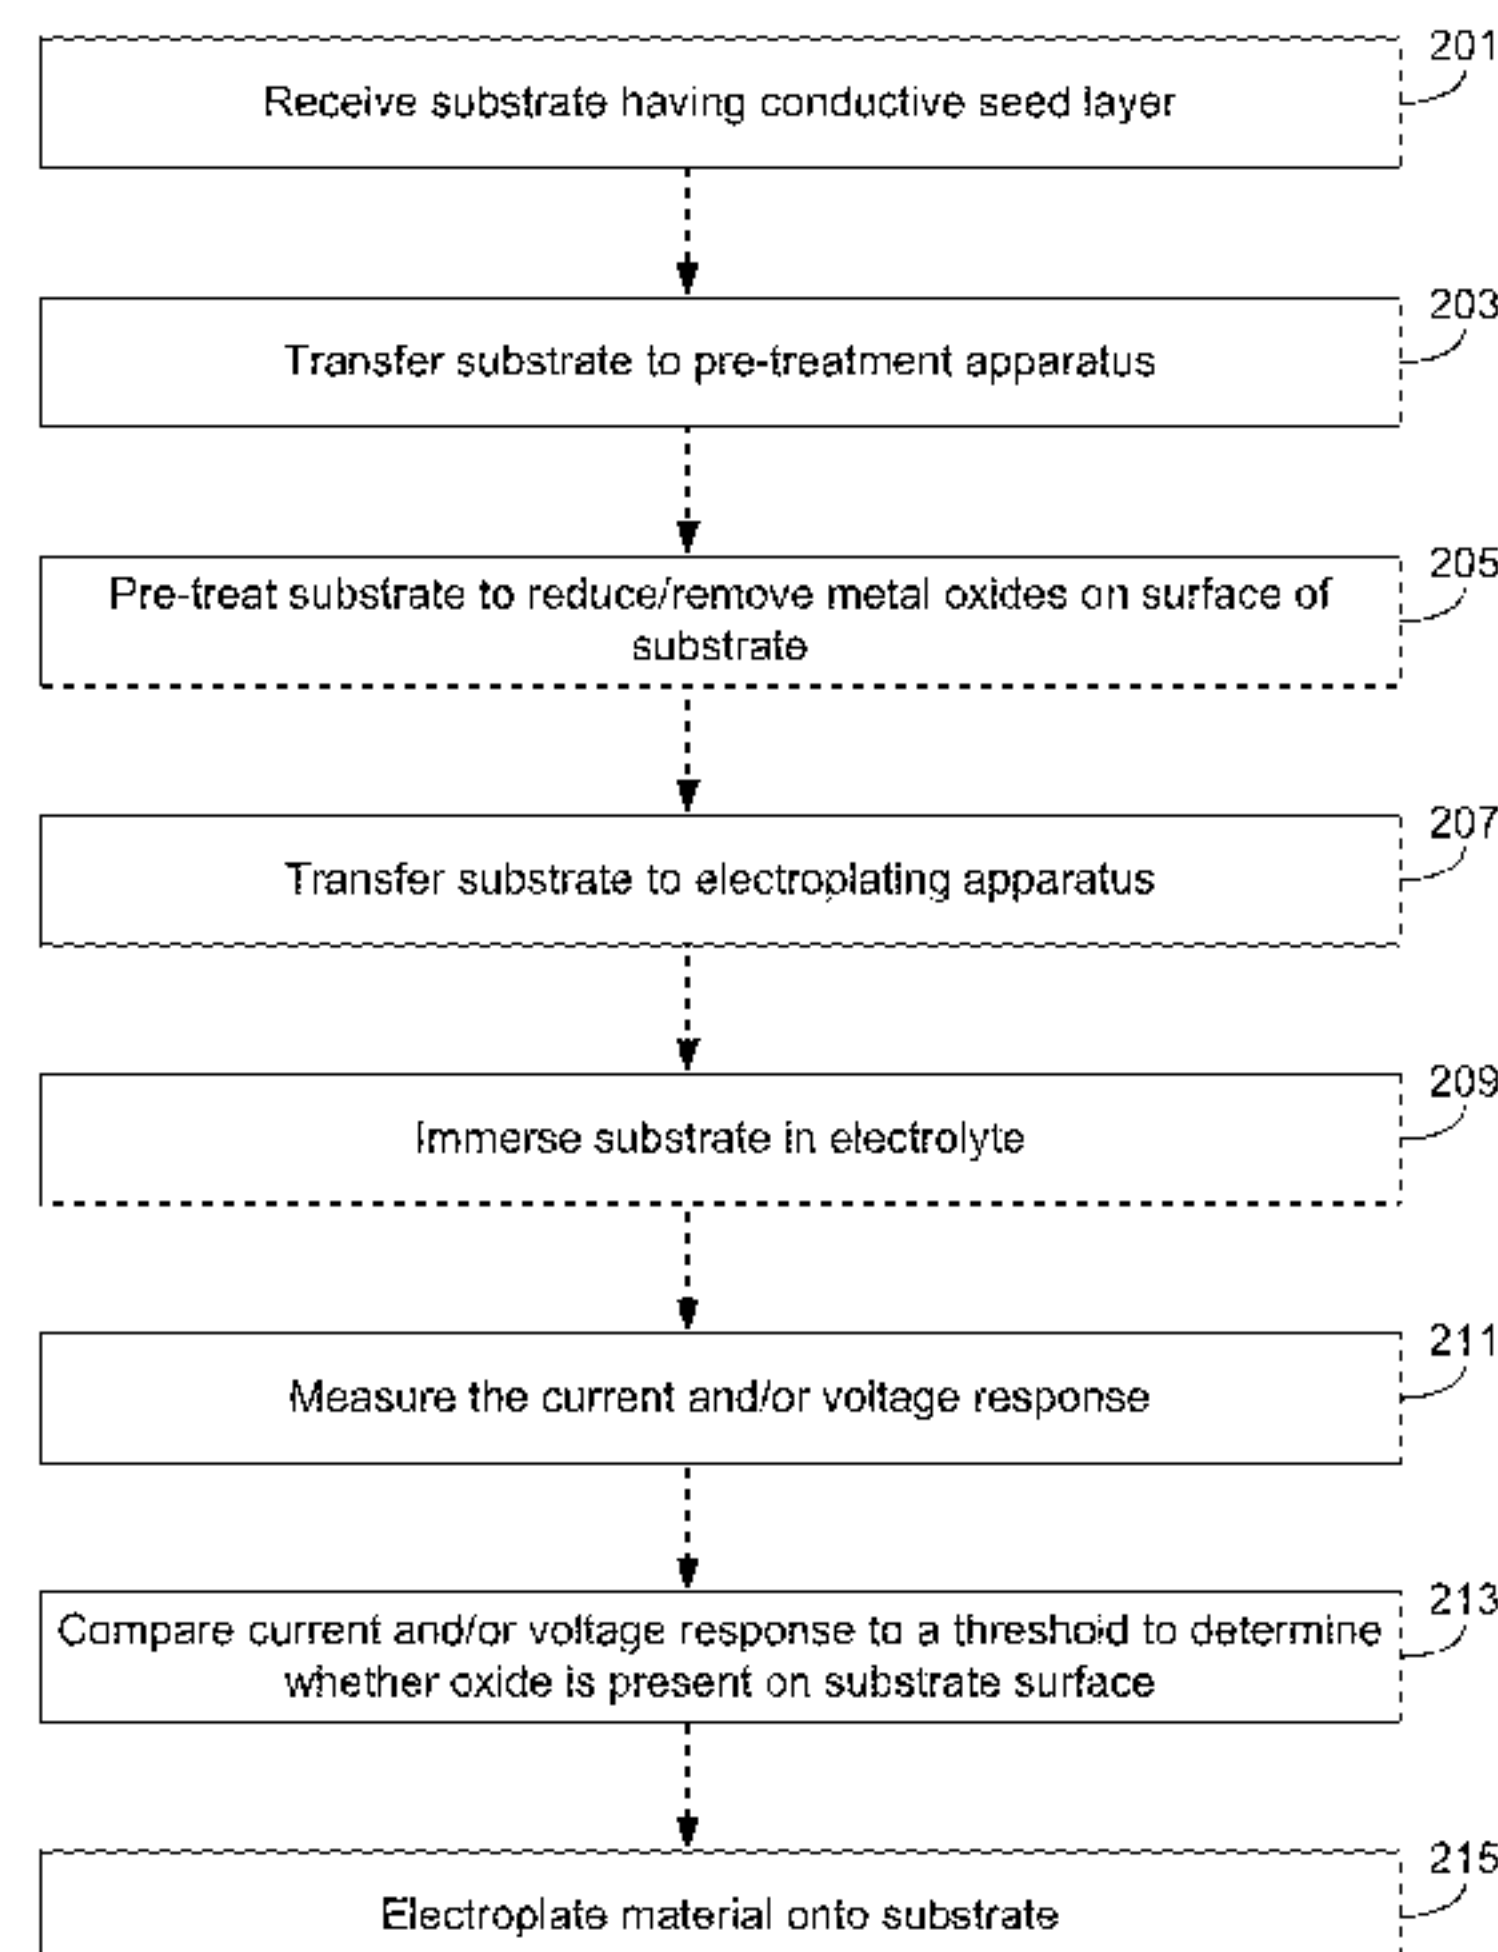 201
Receive substrate having conductive seed layer
203
Transfer substrate to pre-treatment apparatus
205
Pre-treat substrate to reduce/remove metal oxides on surface of
substrate
207
Transfer substrate to electroplating apparatus
209
Immerse substrate in electrolyte
211
Measure the current and/or voltage response
213
Compare current and/or voltage response to a threshold to determine
whether oxide is present on substrate surface
215
Electroplate material onto substrate